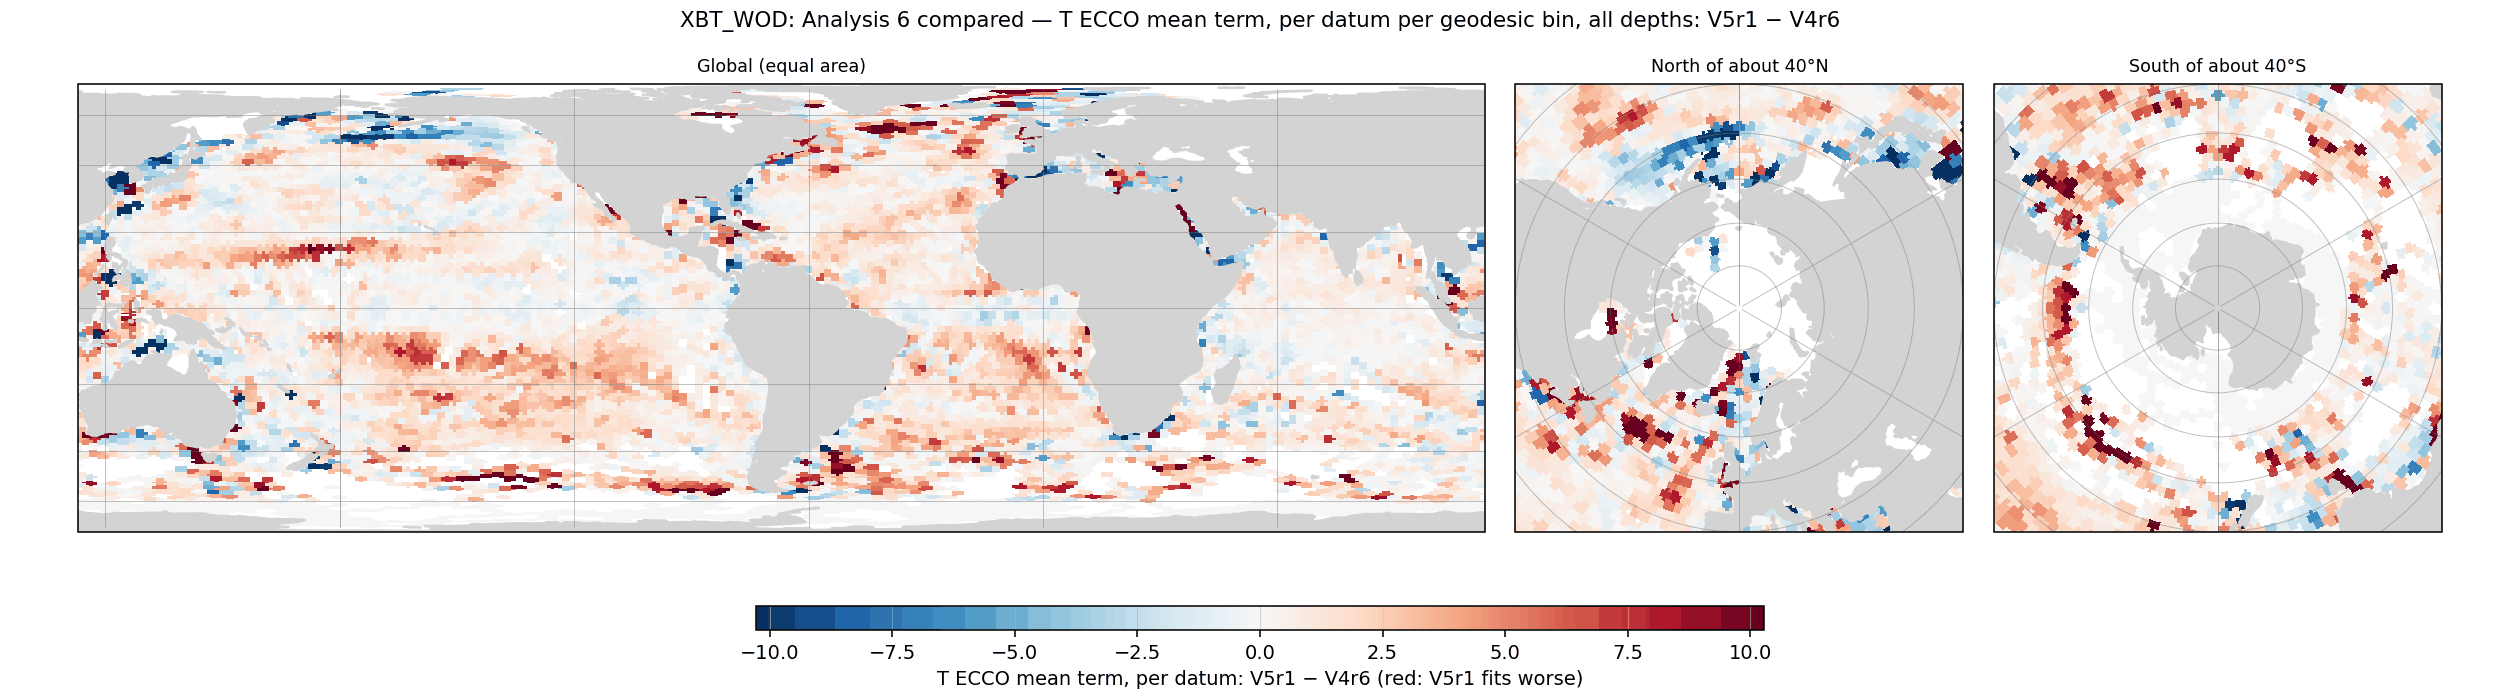 XBT_WOD: Analysis 6 compared — T ECCO mean term, per datum per geodesic bin, all depths: V5r1 − V4r6
Global (equal area)
North of about 40°N
South of about 40°S
−10.0
−7.5
−5.0
−2.5
0.0
2.5
5.0
7.5
10.0
T ECCO mean term, per datum: V5r1 − V4r6 (red: V5r1 fits worse)